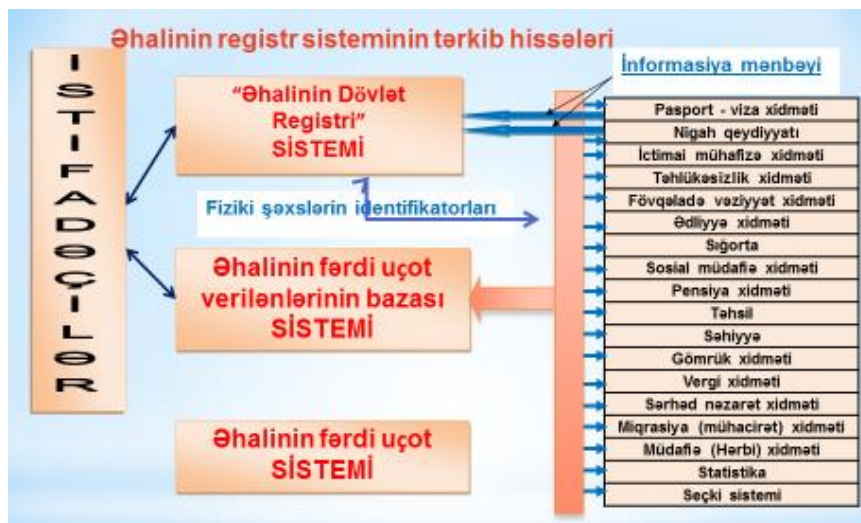 Əhalinin registr sisteminin tərkib hissələri
İSTİFADƏÇİLƏR
“Əhalinin Dövlət
Registri”
SİSTEMİ
Fiziki şəxslərin identifikatorları
Əhalinin fərdi uçot
verilənlərinin bazası
SİSTEMİ
Əhalinin fərdi uçot
SİSTEMİ
İnformasiya mənbəyi
Pasport - viza xidməti
Nigah qeydiyyatı
İctimai mühafizə xidməti
Təhlükəsizlik xidməti
Fövqəladə vəziyyət xidməti
Ədliyyə xidməti
Sığorta
Sosial müdafiə xidməti
Pensiya xidməti
Təhsil
Səhiyyə
Gömrük xidməti
Vergi xidməti
Sərhəd nəzarət xidməti
Miqrasiya (mühacirət) xidməti
Müdafiə (Hərbi) xidməti
Statistika
Seçki sistemi